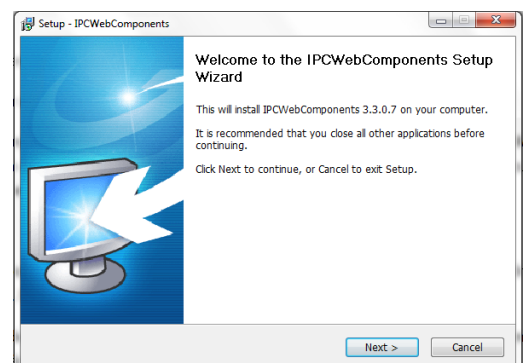 Setup - IPCWebComponents
Welcome to the IPCWebComponents Setup
Wizard
This will install IPCWebComponents 3.3.0.7 on your computer.
It is recommended that you close all other applications before
continuing.
Click Next to continue, or Cancel to exit Setup.
Next >
Cancel